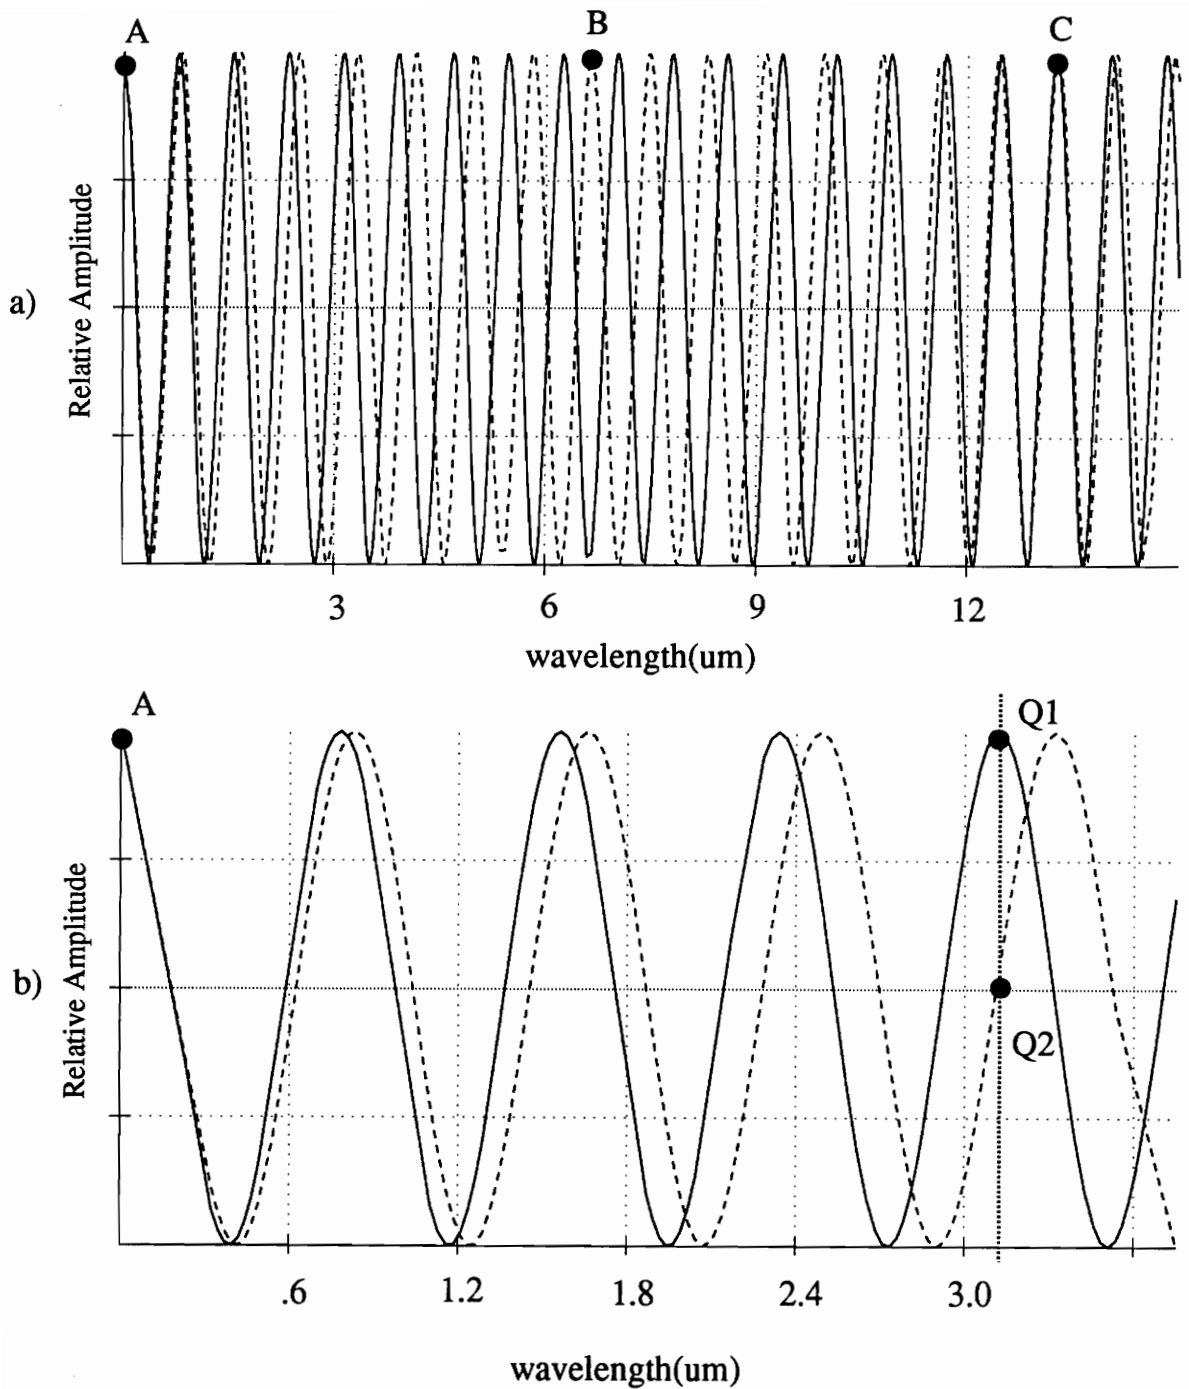 A B C
a) Relative Amplitude
3 6 9 12
wavelength(um)
A Q1
b) Relative Amplitude
Q2
.6 1.2 1.8 2.4 3.0
wavelength(um)